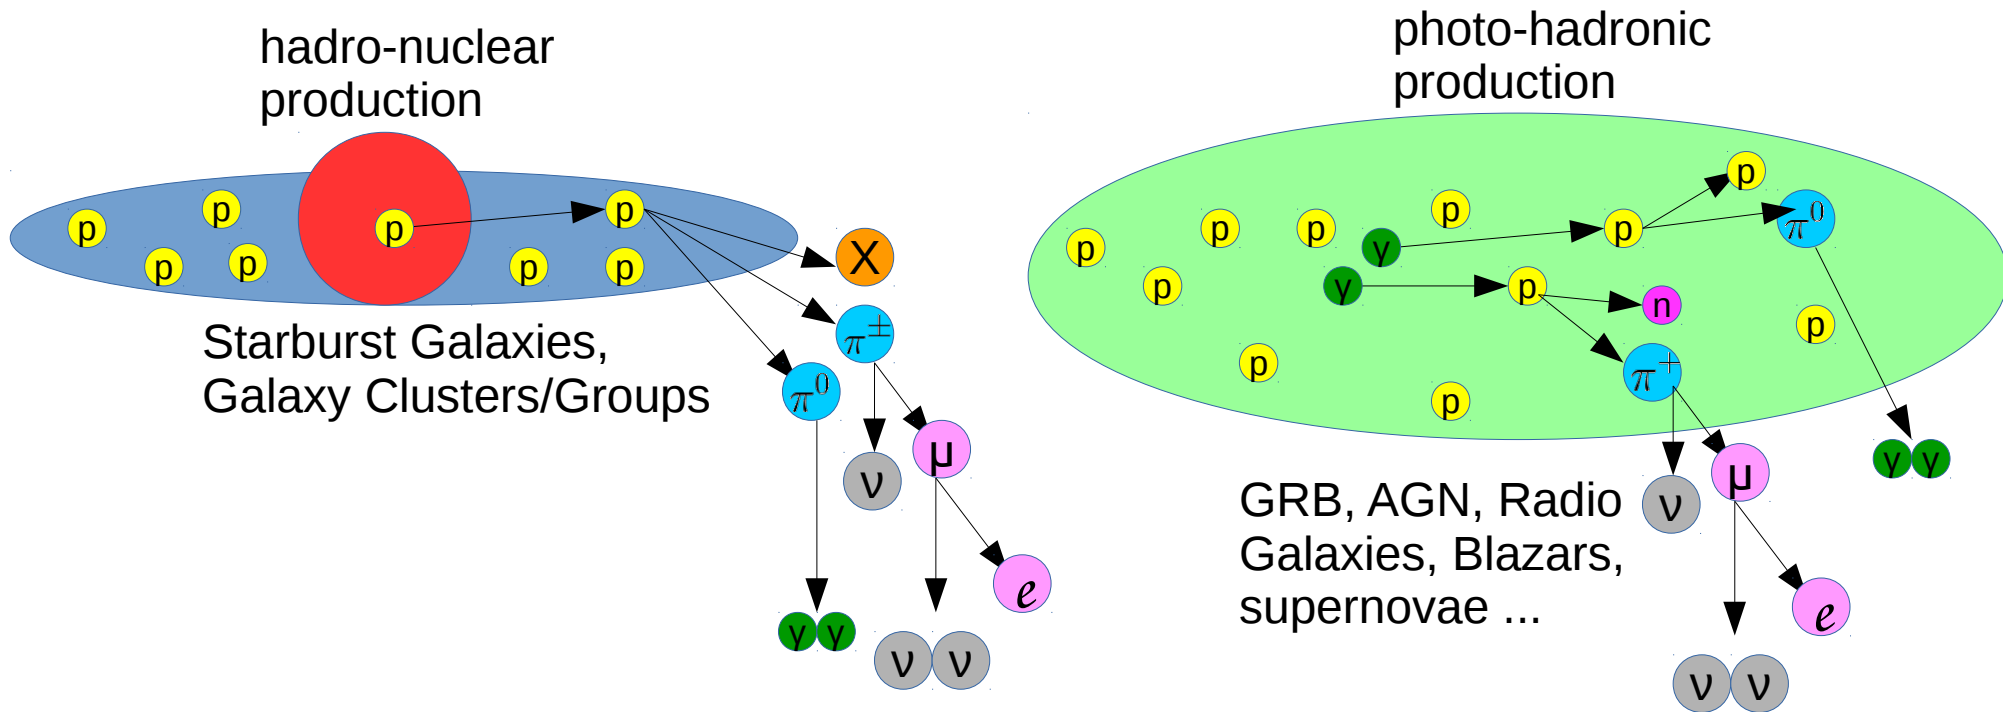 hadro-nuclear
production
p
p
p
p
p
p
p
p
X
π±
π⁰
Starburst Galaxies,
Galaxy Clusters/Groups
ν
μ
e
γ γ
ν ν
photo-hadronic
production
p
p
p
p
p
γ
γ
p
p
π⁰
p
n
π⁺
p
p
p
γ γ
GRB, AGN, Radio
Galaxies, Blazars,
supernovae ...
ν
μ
e
ν ν